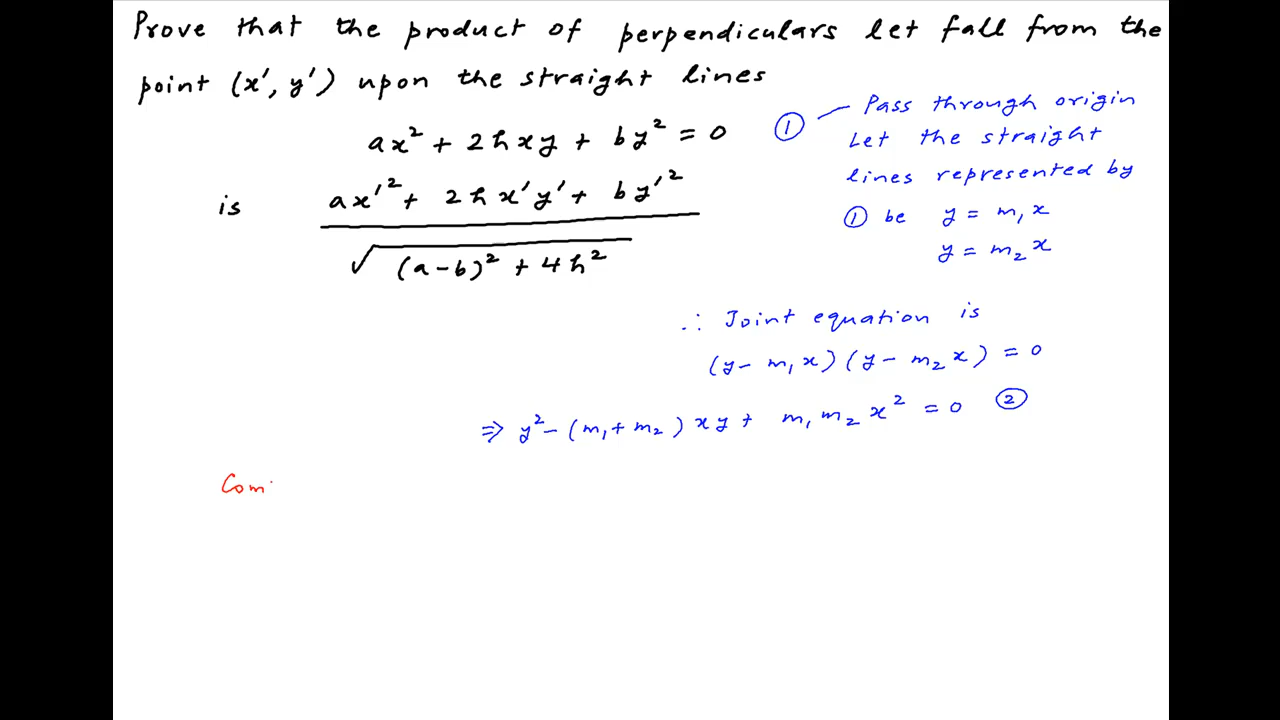 Prove that the product of perpendiculars let fall from the
point (x', y') upon the straight lines
ax² + 2hxy + by² = 0 ①
is ax'² + 2hx'y' + by'²
√(a-b)² + 4h²
Pass through origin
Let the straight
lines represented by
① be y = m₁x
y = m₂x
∴ Joint equation is
(y - m₁x)(y - m₂x) = 0
⇒ y² - (m₁ + m₂)xy + m₁m₂x² = 0 ②
Com